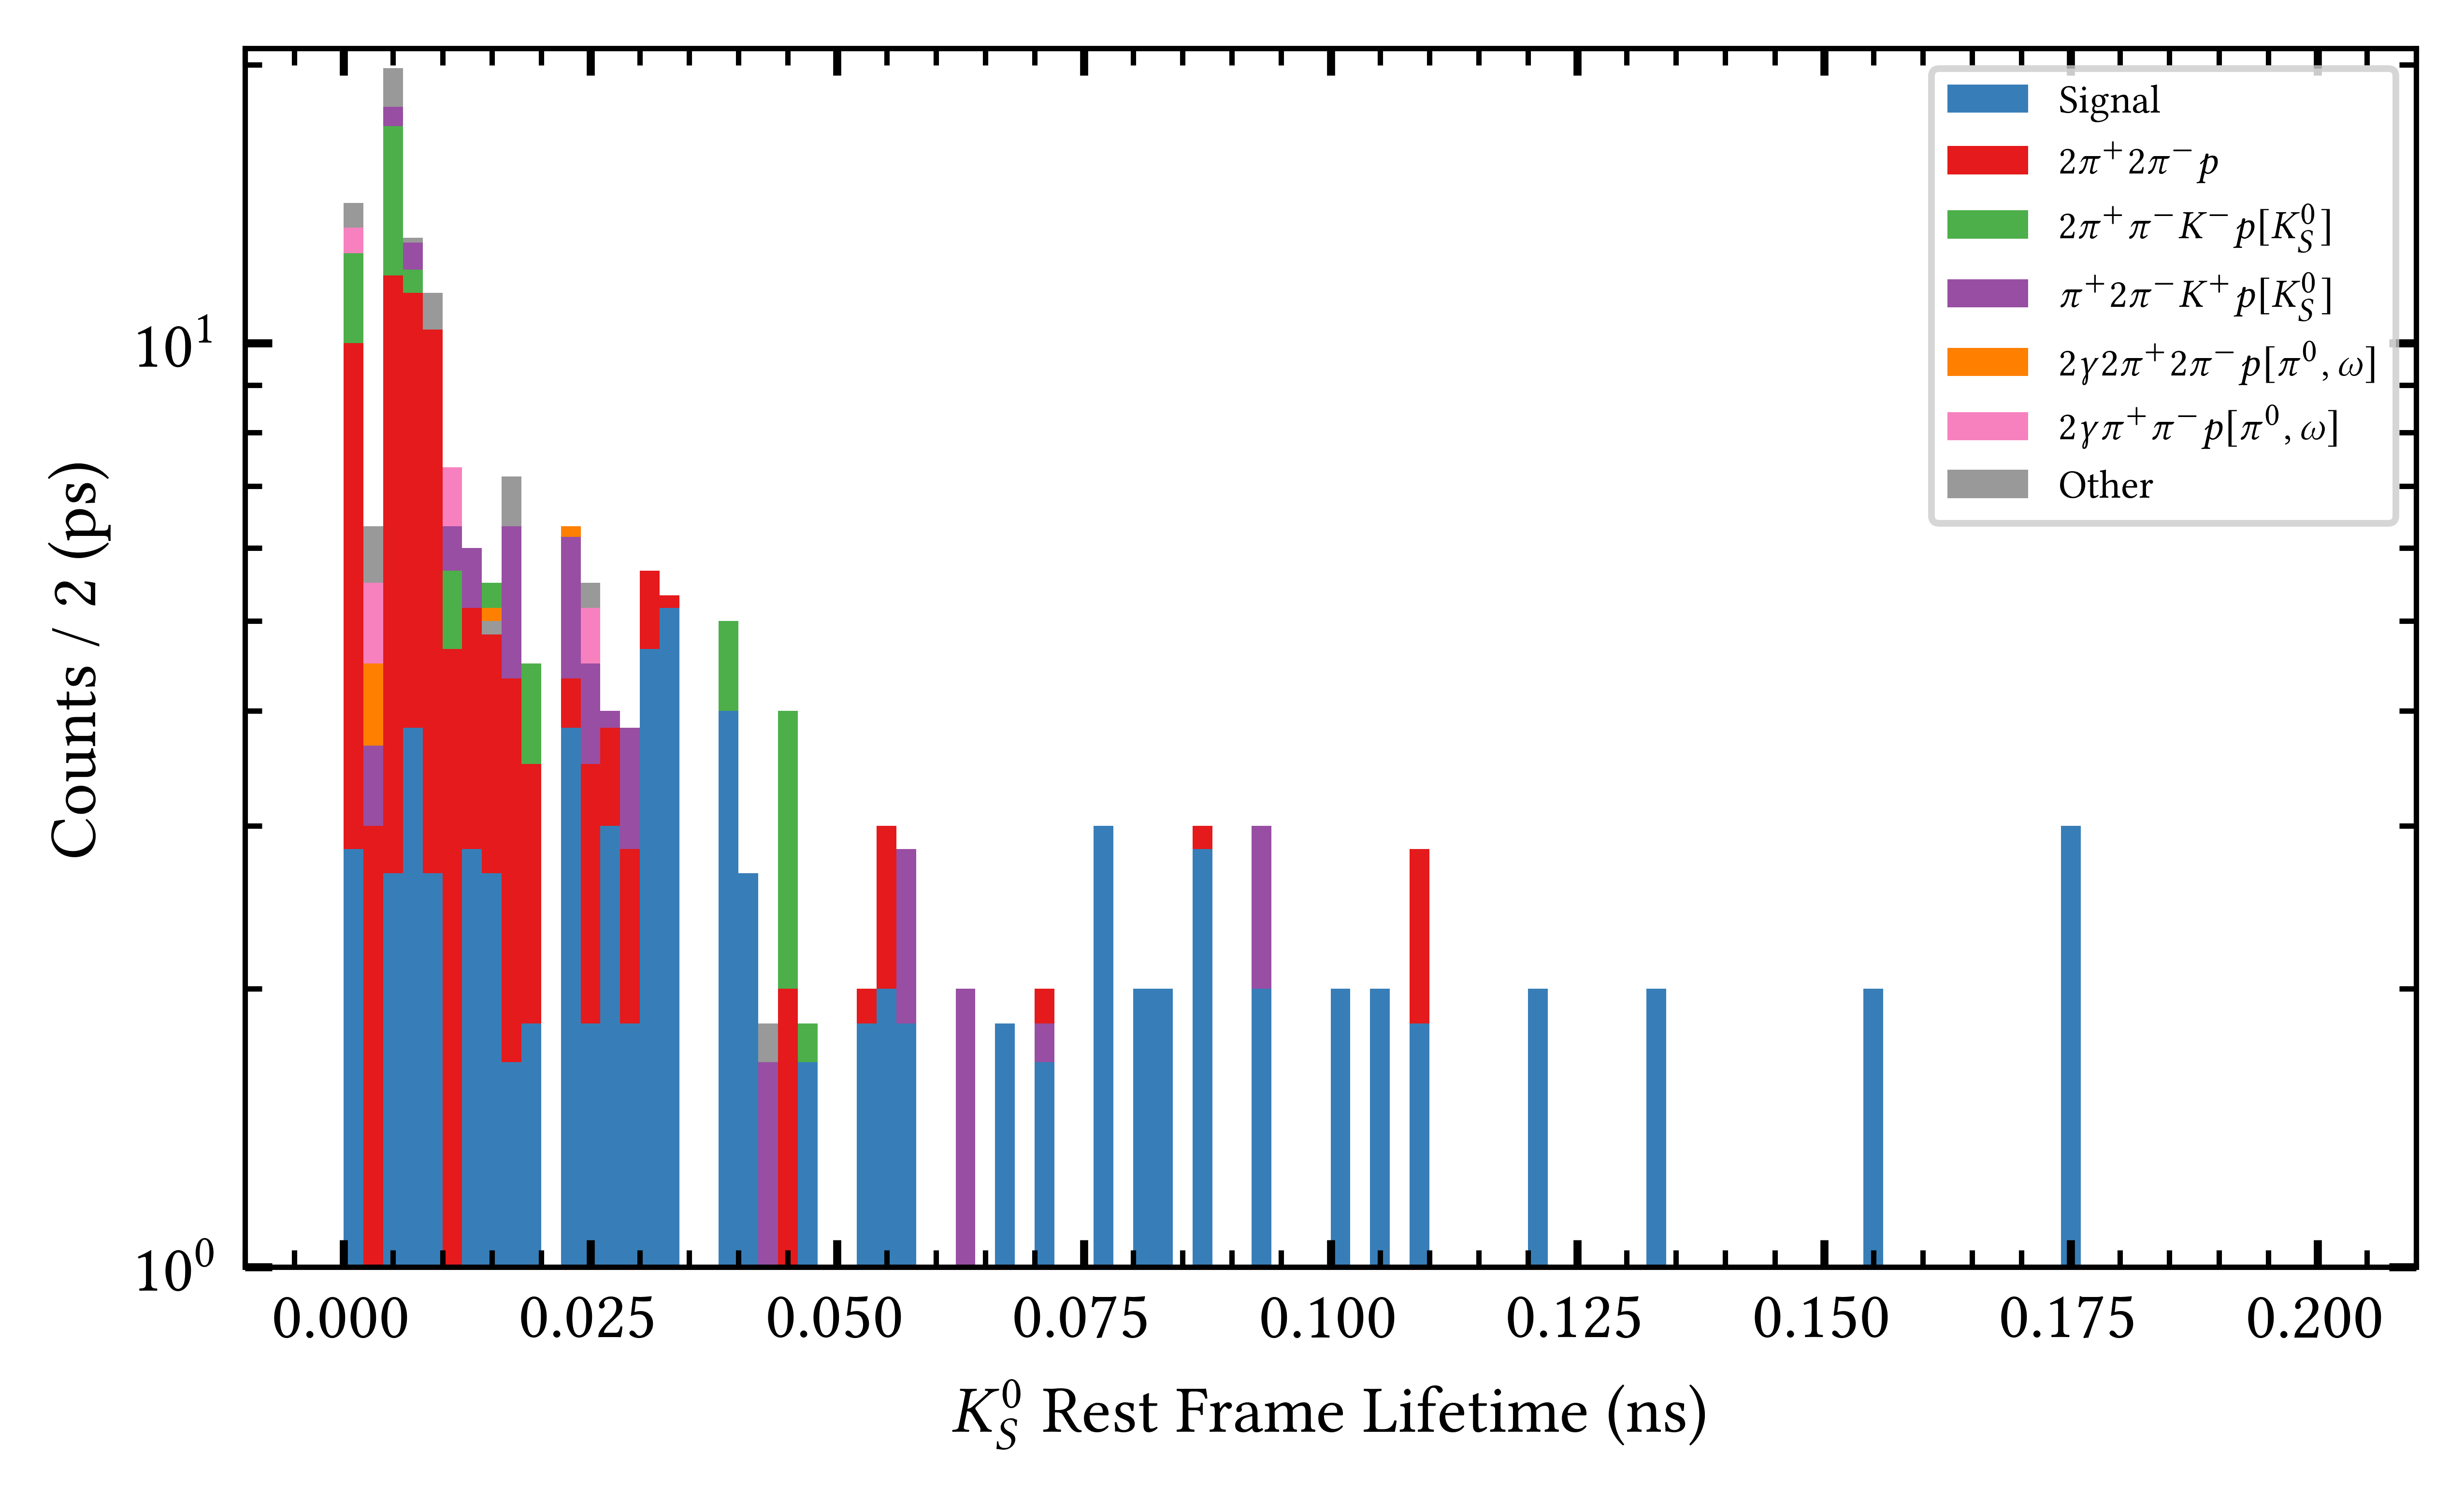 Counts / 2 (ps)
10¹
10⁰
Signal
2π⁺2π⁻p
2π⁺π⁻K⁻p[K⁰_S]
π⁺2π⁻K⁺p[K⁰_S]
2γ2π⁺2π⁻p[π⁰, ω]
2γπ⁺π⁻p[π⁰, ω]
Other
0.000 0.025 0.050 0.075 0.100 0.125 0.150 0.175 0.200
K⁰_S Rest Frame Lifetime (ns)